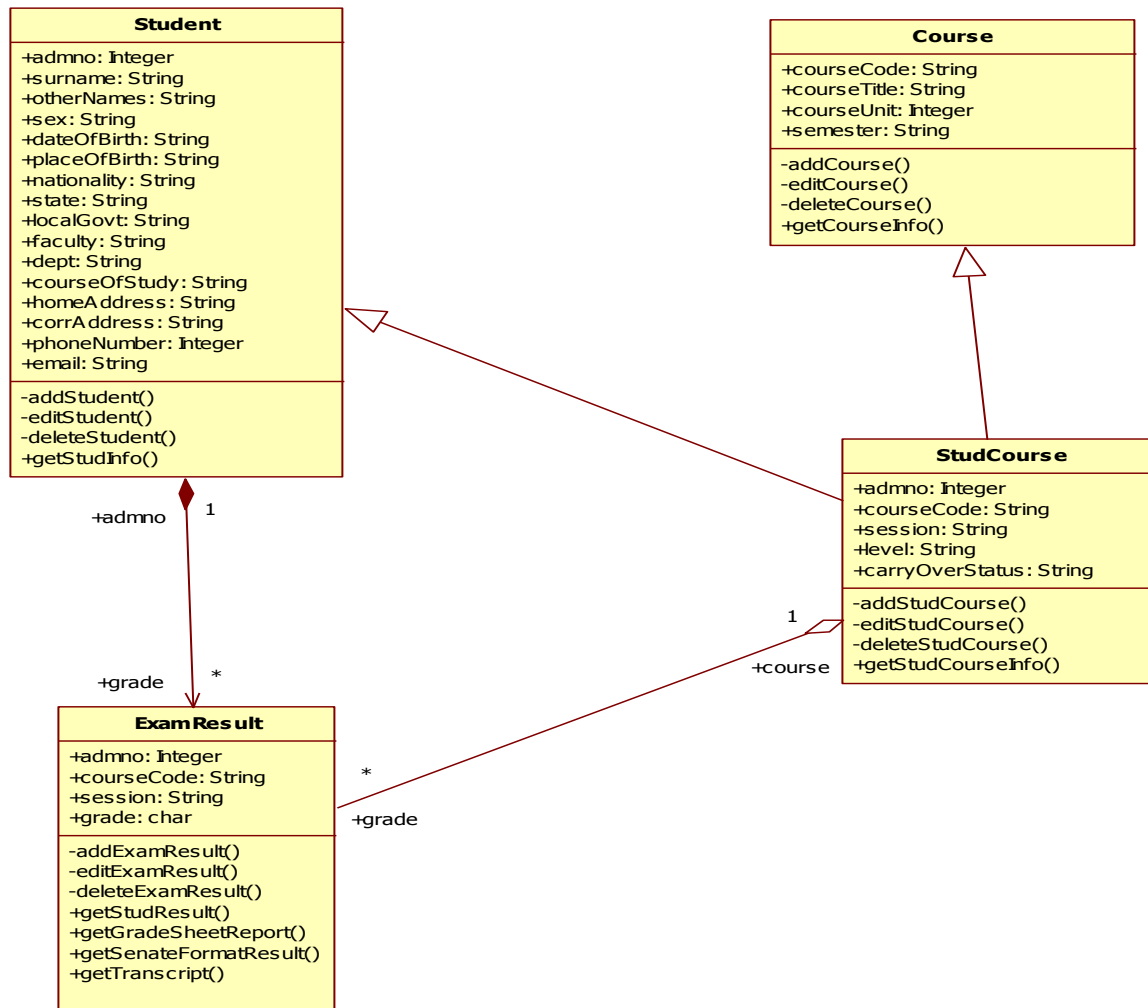 Student
+admno: Integer
+surname: String
+otherNames: String
+sex: String
+dateOfBirth: String
+placeOfBirth: String
+nationality: String
+state: String
+localGovt: String
+faculty: String
+dept: String
+courseOfStudy: String
+homeAddress: String
+corrAddress: String
+phoneNumber: Integer
+email: String
-addStudent()
-editStudent()
-deleteStudent()
+getStudInfo()
Course
+courseCode: String
+courseTitle: String
+courseUnit: Integer
+semester: String
-addCourse()
-editCourse()
-deleteCourse()
+getCourseInfo()
StudCourse
+admno: Integer
+courseCode: String
+session: String
+level: String
+carryOverStatus: String
-addStudCourse()
-editStudCourse()
-deleteStudCourse()
+getStudCourseInfo()
+admno
1
+grade
*
1
+course
*
+grade
ExamResult
+admno: Integer
+courseCode: String
+session: String
+grade: char
-addExamResult()
-editExamResult()
-deleteExamResult()
+getStudResult()
+getGradeSheetReport()
+getSenateFormatResult()
+getTranscript()